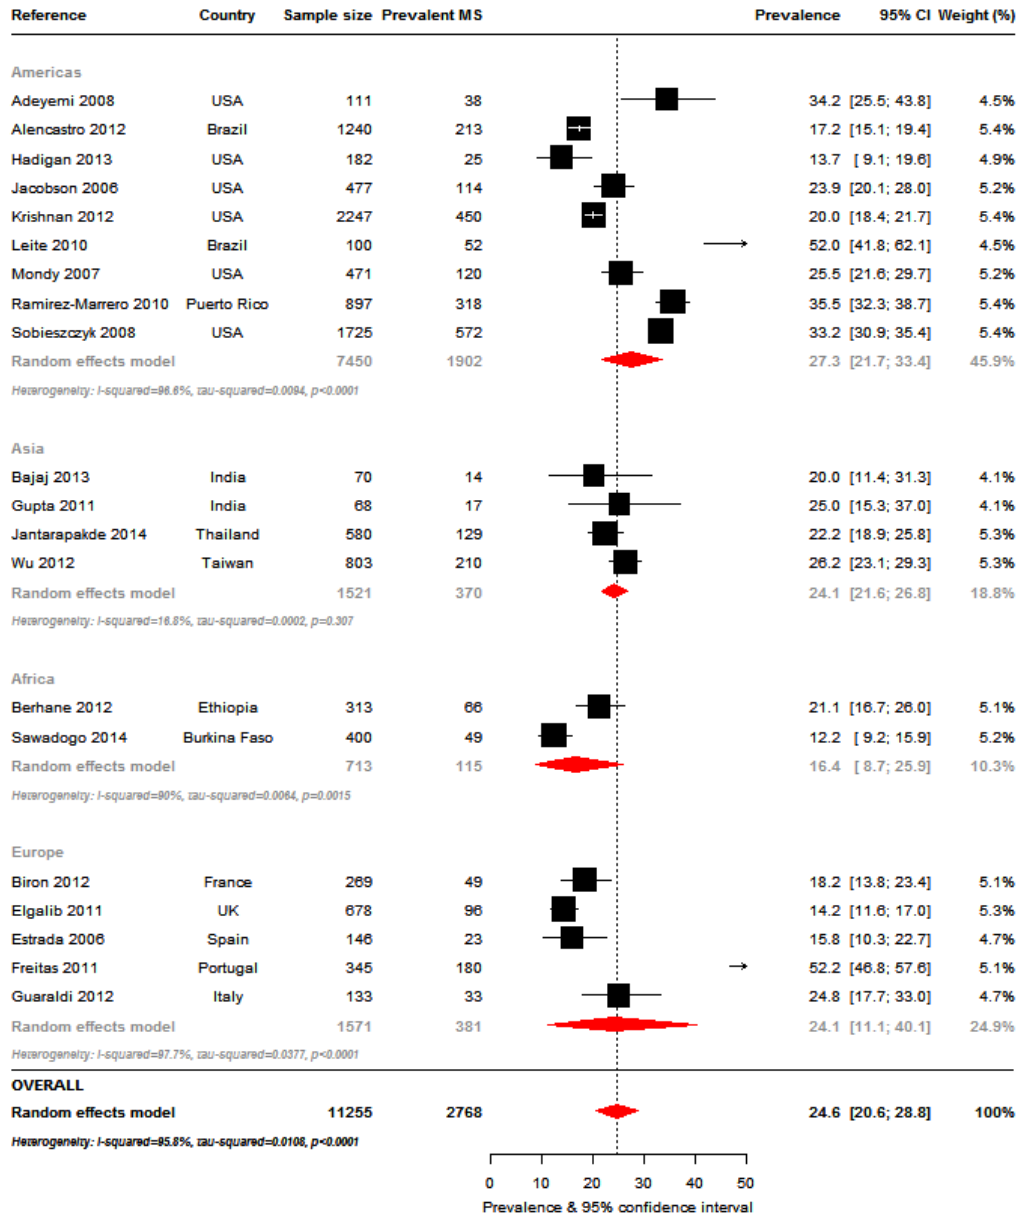 Reference Country Sample size Prevalent MS Prevalence 95% CI Weight (%)
Americas
Adeyemi 2008 USA 111 38 34.2 [25.5; 43.8] 4.5%
Alencastro 2012 Brazil 1240 213 17.2 [15.1; 19.4] 5.4%
Hadigan 2013 USA 182 25 13.7 [ 9.1; 19.6] 4.9%
Jacobson 2006 USA 477 114 23.9 [20.1; 28.0] 5.2%
Krishnan 2012 USA 2247 450 20.0 [18.4; 21.7] 5.4%
Leite 2010 Brazil 100 52 52.0 [41.8; 62.1] 4.5%
Mondy 2007 USA 471 120 25.5 [21.6; 29.7] 5.2%
Ramirez-Marrero 2010 Puerto Rico 897 318 35.5 [32.3; 38.7] 5.4%
Sobieszczyk 2008 USA 1725 572 33.2 [30.9; 35.4] 5.4%
Random effects model 7450 1902 27.3 [21.7; 33.4] 45.9%
Heterogeneity: I-squared=96.6%, tau-squared=0.0094, p<0.0001
Asia
Bajaj 2013 India 70 14 20.0 [11.4; 31.3] 4.1%
Gupta 2011 India 68 17 25.0 [15.3; 37.0] 4.1%
Jantarapakde 2014 Thailand 580 129 22.2 [18.9; 25.8] 5.3%
Wu 2012 Taiwan 803 210 26.2 [23.1; 29.3] 5.3%
Random effects model 1521 370 24.1 [21.6; 26.8] 18.8%
Heterogeneity: I-squared=16.8%, tau-squared=0.0002, p=0.307
Africa
Berhane 2012 Ethiopia 313 66 21.1 [16.7; 26.0] 5.1%
Sawadogo 2014 Burkina Faso 400 49 12.2 [ 9.2; 15.9] 5.2%
Random effects model 713 115 16.4 [ 8.7; 25.9] 10.3%
Heterogeneity: I-squared=90%, tau-squared=0.0064, p=0.0015
Europe
Biron 2012 France 269 49 18.2 [13.8; 23.4] 5.1%
Elgalib 2011 UK 678 96 14.2 [11.6; 17.0] 5.3%
Estrada 2006 Spain 146 23 15.8 [10.3; 22.7] 4.7%
Freitas 2011 Portugal 345 180 52.2 [46.8; 57.6] 5.1%
Guaraldi 2012 Italy 133 33 24.8 [17.7; 33.0] 4.7%
Random effects model 1571 381 24.1 [11.1; 40.1] 24.9%
Heterogeneity: I-squared=97.7%, tau-squared=0.0377, p<0.0001
OVERALL
Random effects model 11255 2768 24.6 [20.6; 28.8] 100%
Heterogeneity: I-squared=95.8%, tau-squared=0.0108, p<0.0001
0 10 20 30 40 50
Prevalence & 95% confidence interval